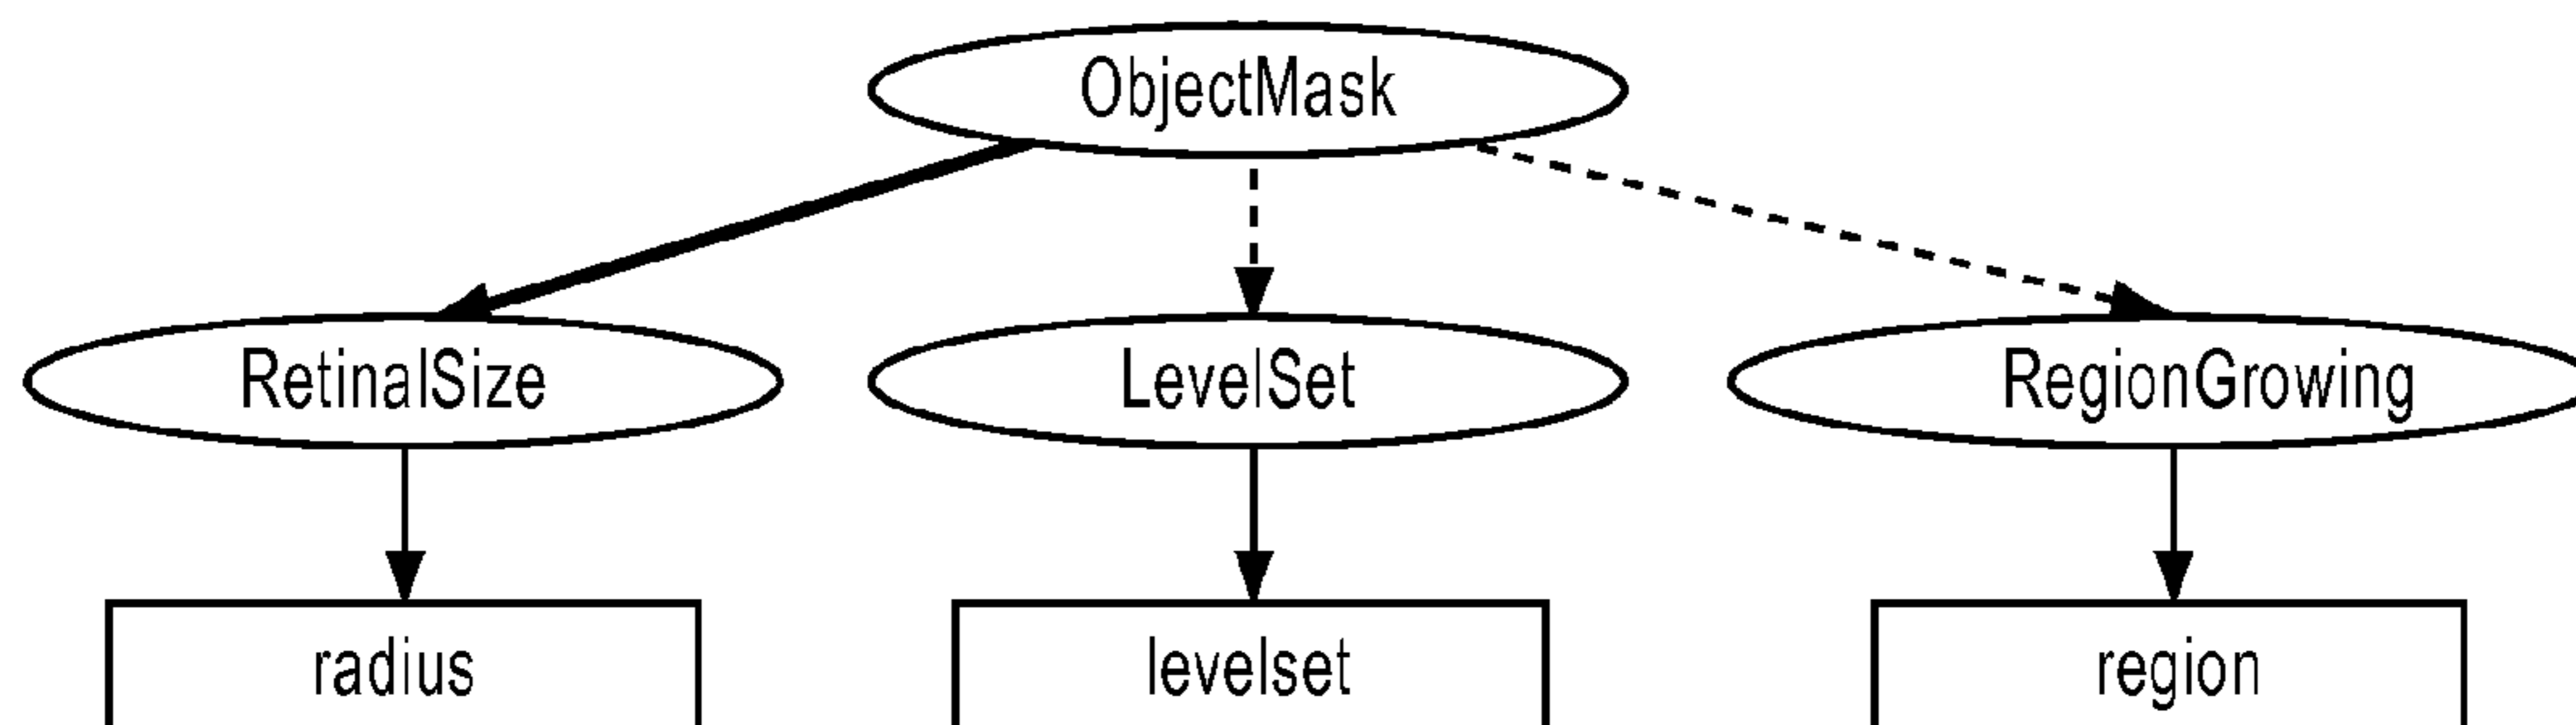 ObjectMask
RetinalSize
LevelSet
RegionGrowing
radius
levelset
region